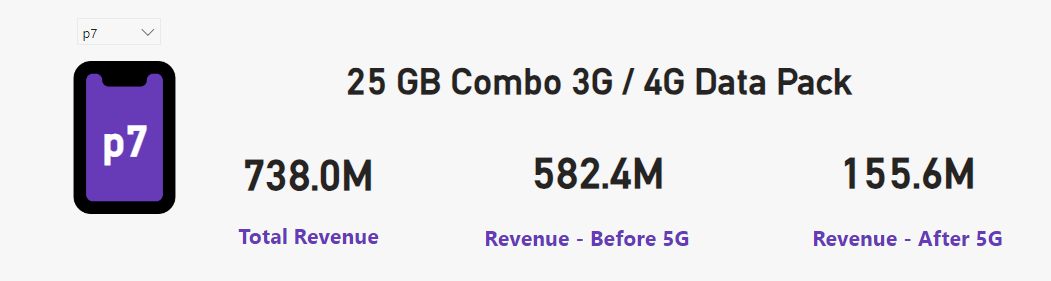 p7
25 GB Combo 3G / 4G Data Pack
p7
738.0M
582.4M
155.6M
Total Revenue
Revenue - Before 5G
Revenue - After 5G